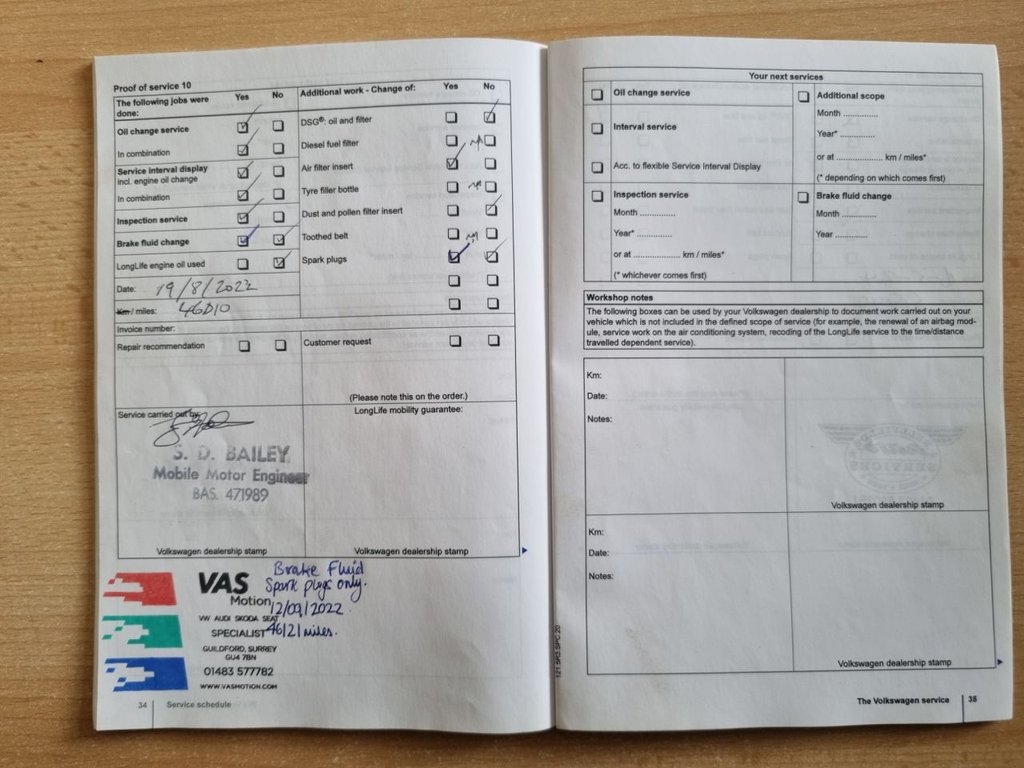 Proof of service 10
The following jobs were done:
Yes No
Oil change service
In combination
Service interval display
incl. engine oil change
In combination
Inspection service
Brake fluid change
LongLife engine oil used
Date: 19/8/2022
Km / miles: 46010
Invoice number:
Repair recommendation
Additional work - Change of:
Yes No
DSG®: oil and filter
Diesel fuel filter
Air filter insert
Tyre filler bottle
Dust and pollen filter insert
Toothed belt
Spark plugs
Customer request
(Please note this on the order.)
Service carried out by:
S. D. BAILEY
Mobile Motor Engineer
BAS. 471989
Volkswagen dealership stamp
LongLife mobility guarantee:
Volkswagen dealership stamp
VAS
Motion
VW AUDI SKODA SEAT
SPECIALIST
GUILDFORD, SURREY
GU4 7BN
01483 577782
WWW.VASMOTION.COM
Brake Fluid
Spark plugs only.
12/09/2022
46121 miles.
34 Service schedule
Your next services
Oil change service
Interval service
Acc. to flexible Service Interval Display
Additional scope
Month ..............
Year* ..............
or at .................... km / miles*
(* depending on which comes first)
Inspection service
Month ..............
Year* ..............
or at .................... km / miles*
(* whichever comes first)
Brake fluid change
Month ..............
Year ..............
Workshop notes
The following boxes can be used by your Volkswagen dealership to document work carried out on your
vehicle which is not included in the defined scope of service (for example, the renewal of an airbag mod-
ule, service work on the air conditioning system, recoding of the LongLife service to the time/distance
travelled dependent service).
Km:
Date:
Notes:
Volkswagen dealership stamp
Km:
Date:
Notes:
Volkswagen dealership stamp
121.5R3.SPC.20
The Volkswagen service 35